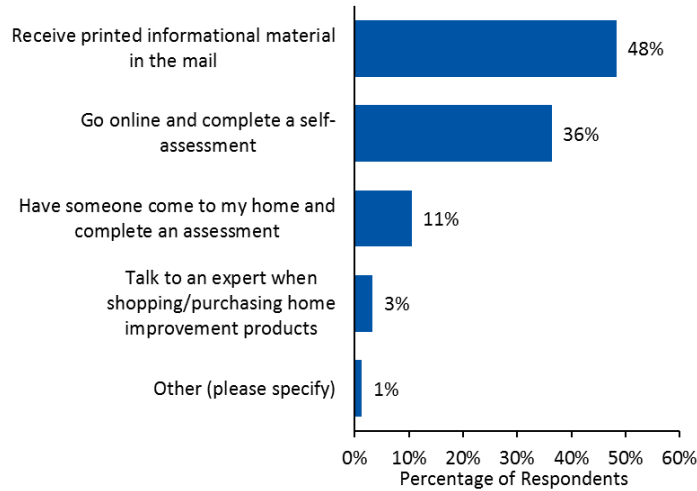 Receive printed informational material
in the mail
48%
Go online and complete a self-
assessment
36%
Have someone come to my home and
complete an assessment
11%
Talk to an expert when
shopping/purchasing home
improvement products
3%
Other (please specify)
1%
0% 10% 20% 30% 40% 50% 60%
Percentage of Respondents